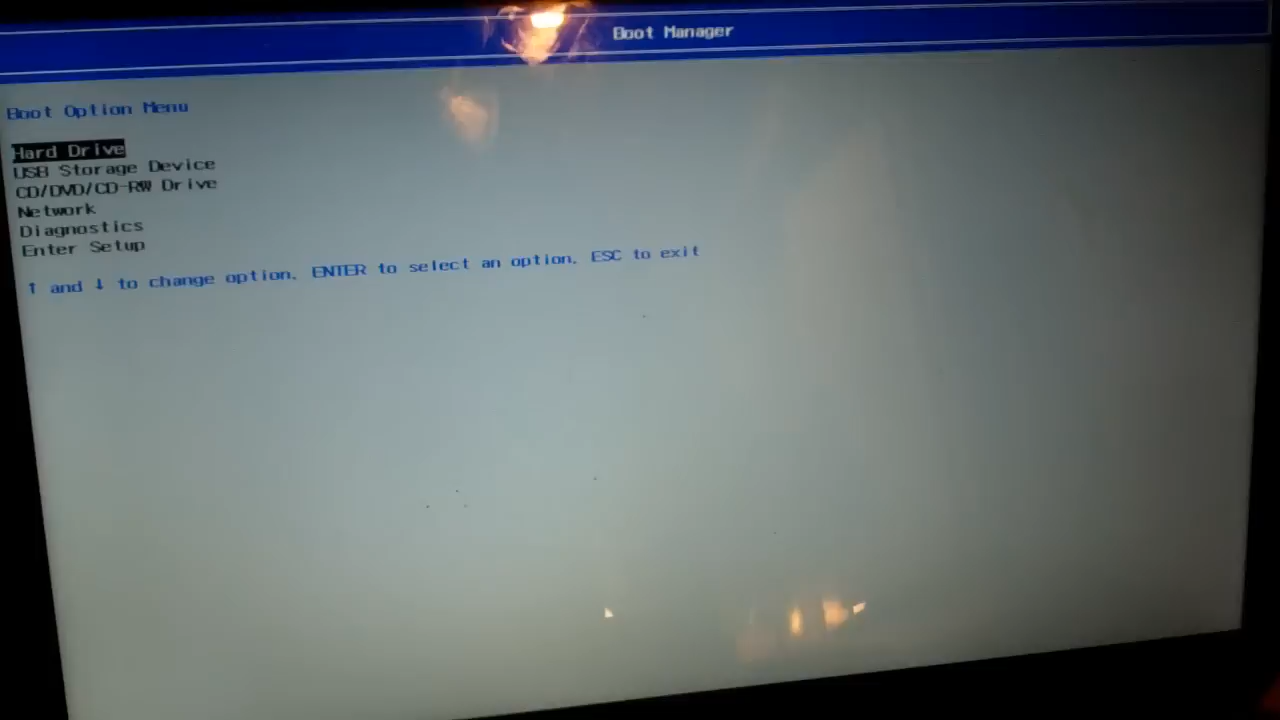 Boot Manager
Boot Option Menu
Hard Drive
USB Storage Device
CD/DVD/CD-RW Drive
Network
Diagnostics
Enter Setup
↑ and ↓ to change option. ENTER to select an option. ESC to exit